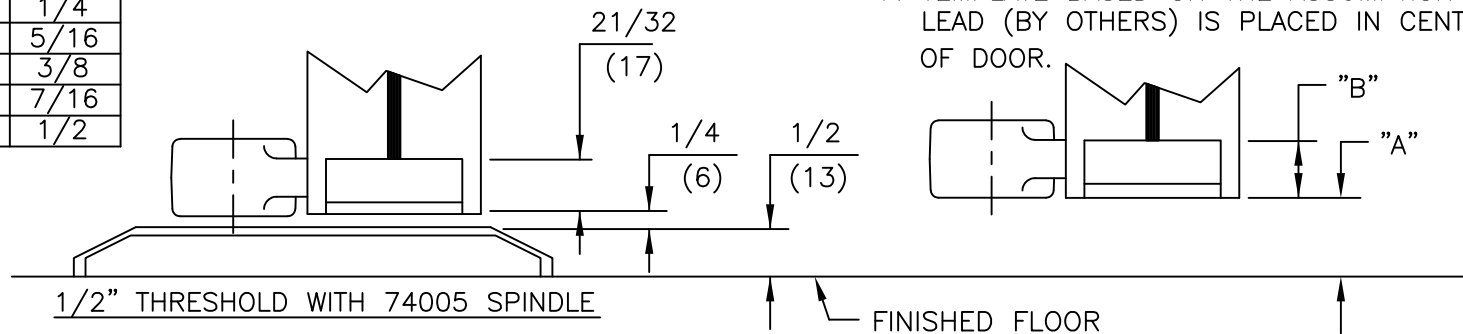 1/4
5/16
3/8
7/16
1/2
LEAD (BY OTHERS) IS PLACED IN CENT
OF DOOR.
21/32
(17)
1/4
(6)
1/2
(13)
"B"
"A"
1/2" THRESHOLD WITH 74005 SPINDLE
FINISHED FLOOR